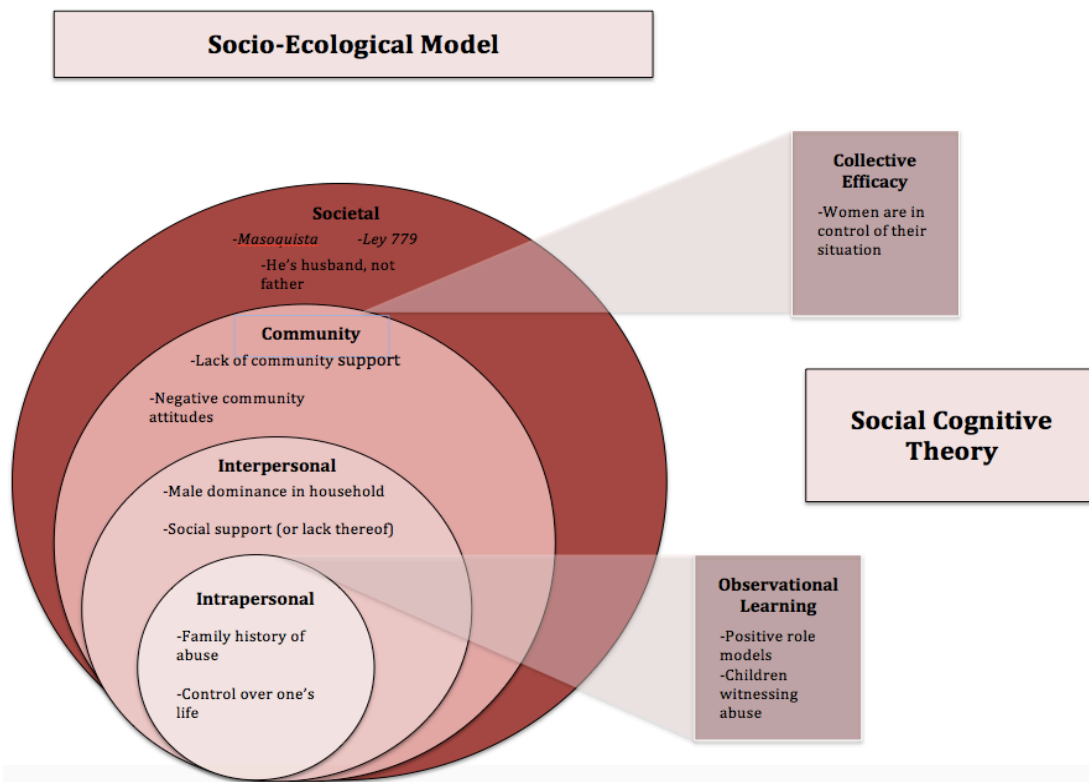 Socio-Ecological Model
Societal
-Masoquista -Ley 779
-He’s husband, not
father
Community
-Lack of community support
-Negative community
attitudes
Interpersonal
-Male dominance in household
-Social support (or lack thereof)
Intrapersonal
-Family history of
abuse
-Control over one’s
life
Collective
Efficacy
-Women are in
control of their
situation
Social Cognitive
Theory
Observational
Learning
-Positive role
models
-Children
witnessing
abuse